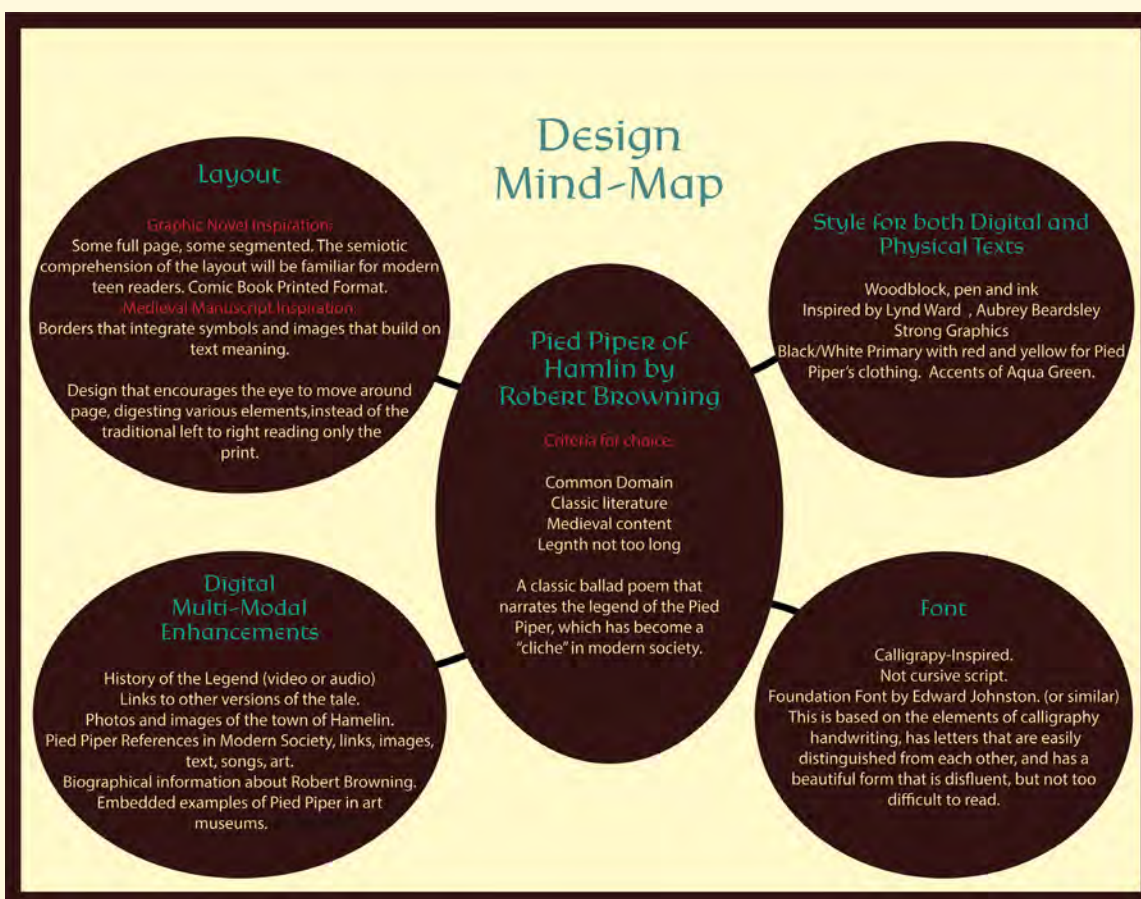 Design
Mind-Map
Layout
Graphic Novel Inspiration:
Some full page, some segmented. The semiotic
comprehension of the layout will be familiar for modern
teen readers. Comic Book Printed Format.
Medieval Manuscript Inspiration:
Borders that integrate symbols and images that build on
text meaning.
Design that encourages the eye to move around
page, digesting various elements,instead of the
traditional left to right reading only the
print.
Style for both Digital and
Physical Texts
Woodblock, pen and ink
Inspired by Lynd Ward , Aubrey Beardsley
Strong Graphics
Black/White Primary with red and yellow for Pied
Piper's clothing. Accents of Aqua Green.
Pied Piper of
Hamlin by
Robert Browning
Criteria for choice:
Common Domain
Classic literature
Medieval content
Legnth not too long
A classic ballad poem that
narrates the legend of the Pied
Piper, which has become a
"cliche" in modern society.
Digital
Multi-Modal
Enhancements
History of the Legend (video or audio)
Links to other versions of the tale.
Photos and images of the town of Hamelin.
Pied Piper References in Modern Society, links, images,
text, songs, art.
Biographical information about Robert Browning.
Embedded examples of Pied Piper in art
museums.
Font
Calligrapy-Inspired.
Not cursive script.
Foundation Font by Edward Johnston. (or similar)
This is based on the elements of calligraphy
handwriting, has letters that are easily
distinguished from each other, and has a
beautiful form that is disfluent, but not too
difficult to read.